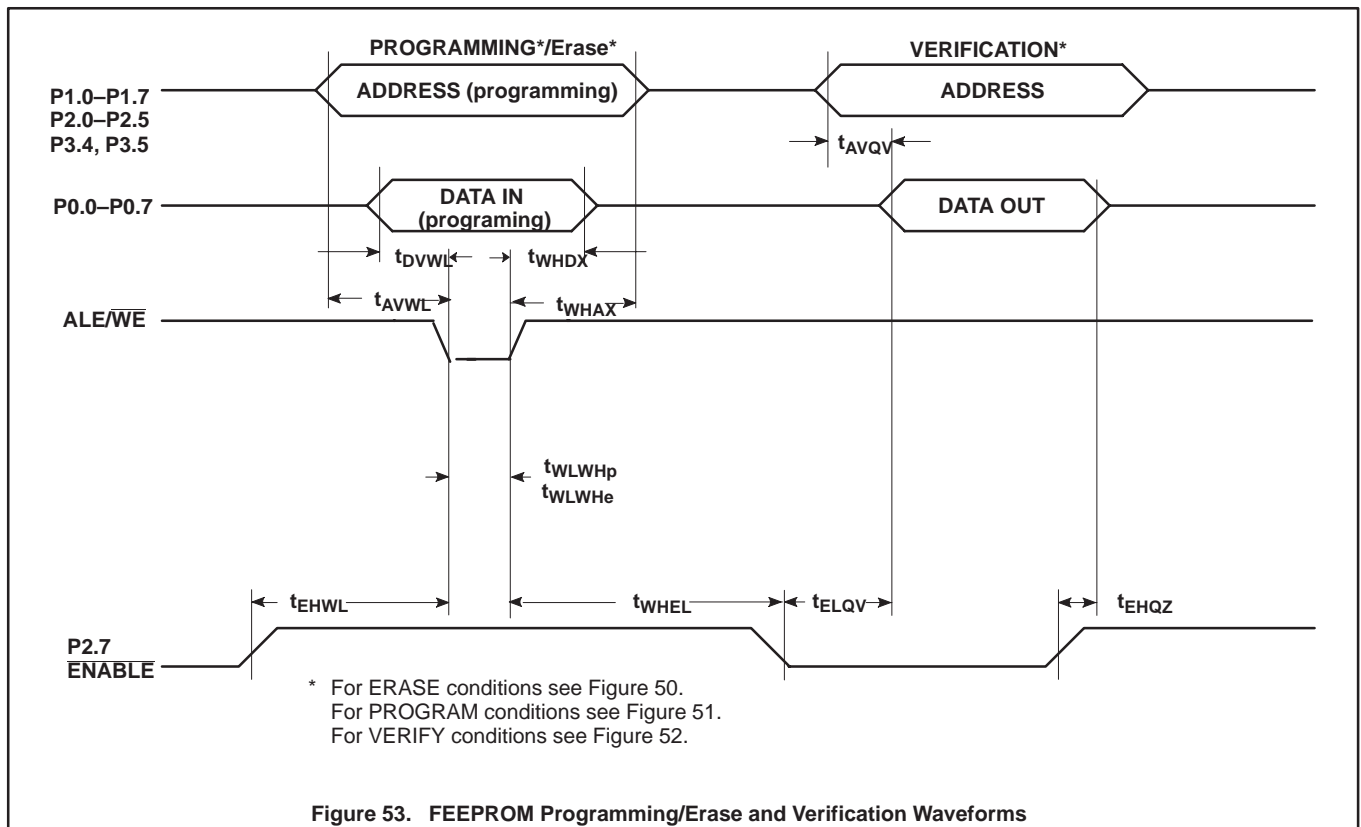 PROGRAMMING*/Erase*
VERIFICATION*
P1.0–P1.7
P2.0–P2.5
P3.4, P3.5
ADDRESS (programming)
ADDRESS
tAVQV
P0.0–P0.7
DATA IN
(programing)
DATA OUT
tDVWL
tWHDX
tAVWL
tWHAX
ALE/WE
tWLWHp
tWLWHe
tEHWL
tWHEL
tELQV
tEHQZ
P2.7
ENABLE
* For ERASE conditions see Figure 50.
For PROGRAM conditions see Figure 51.
For VERIFY conditions see Figure 52.
Figure 53. FEEPROM Programming/Erase and Verification Waveforms